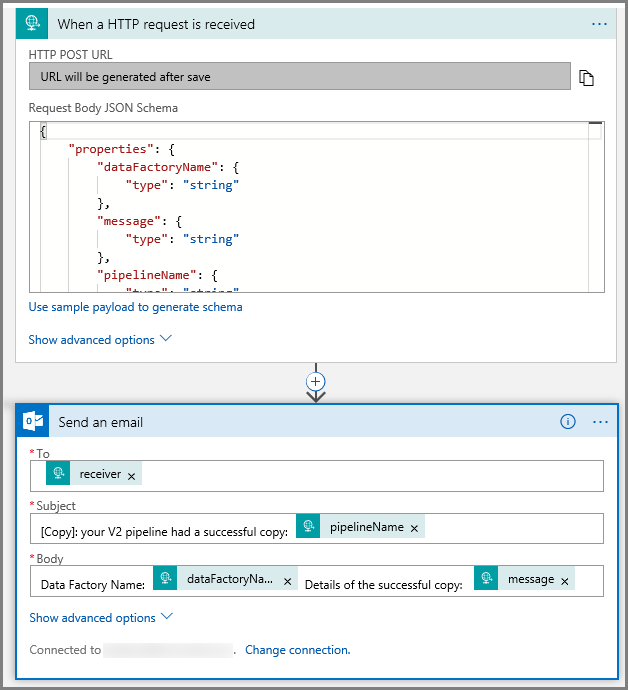 When a HTTP request is received ...
HTTP POST URL
URL will be generated after save
Request Body JSON Schema
{
"properties": {
"dataFactoryName": {
"type": "string"
},
"message": {
"type": "string"
},
"pipelineName": {
"type": "string"
Use sample payload to generate schema
Show advanced options
Send an email ...
*To
receiver ×
*Subject
[Copy]: your V2 pipeline had a successful copy: pipelineName ×
*Body
Data Factory Name: dataFactoryNa... × Details of the successful copy: message ×
Show advanced options
Connected to . Change connection.